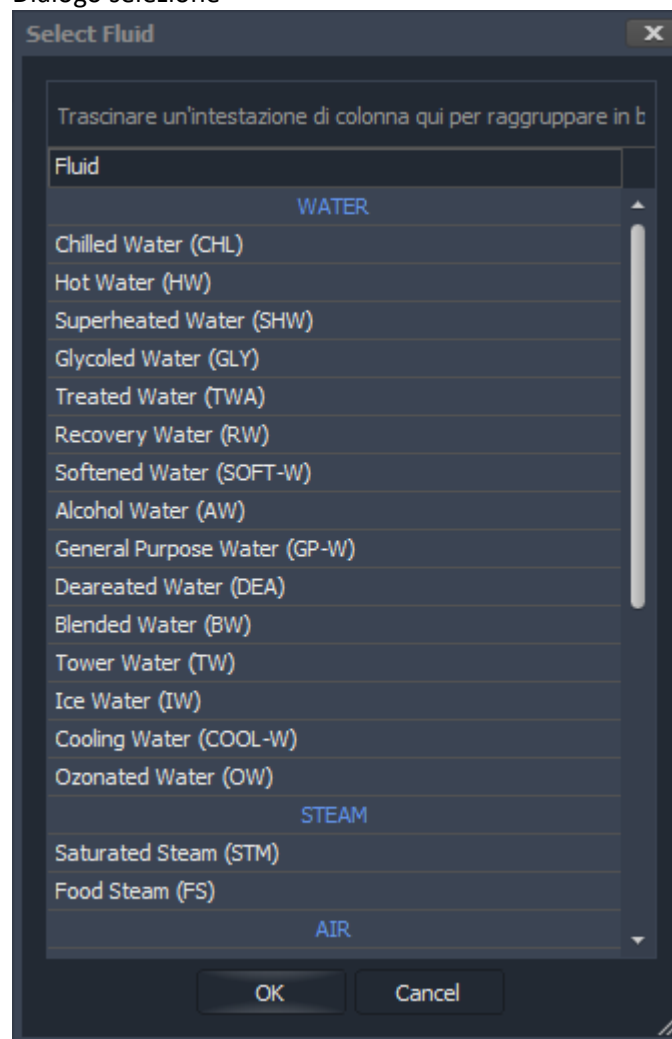 Dialogo selezione
Select Fluid
Trascinare un'intestazione di colonna qui per raggruppare in b
Fluid
WATER
Chilled Water (CHL)
Hot Water (HW)
Superheated Water (SHW)
Glycoled Water (GLY)
Treated Water (TWA)
Recovery Water (RW)
Softened Water (SOFT-W)
Alcohol Water (AW)
General Purpose Water (GP-W)
Deareated Water (DEA)
Blended Water (BW)
Tower Water (TW)
Ice Water (IW)
Cooling Water (COOL-W)
Ozonated Water (OW)
STEAM
Saturated Steam (STM)
Food Steam (FS)
AIR
OK Cancel